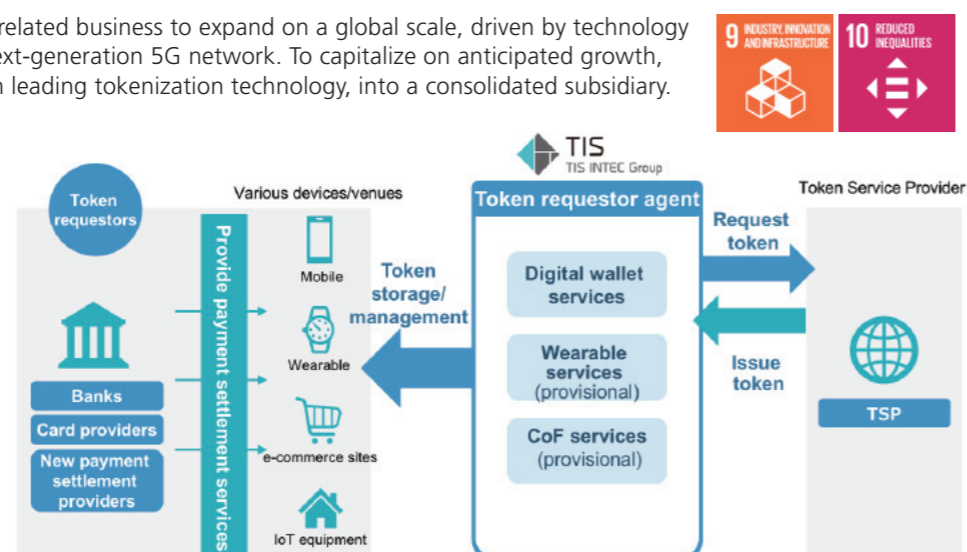 related business to expand on a global scale, driven by technology
ext-generation 5G network. To capitalize on anticipated growth,
leading tokenization technology, into a consolidated subsidiary.
9 INDUSTRY, INNOVATION
AND INFRASTRUCTURE
10 REDUCED
INEQUALITIES
TIS
TIS INTEC Group
Token
requestors
Banks
Card providers
New payment
settlement
providers
Provide payment settlement services
Various devices/venues
Mobile
Wearable
e-commerce sites
IoT equipment
Token
storage/
management
Token requestor agent
Digital wallet
services
Wearable
services
(provisional)
CoF services
(provisional)
Request
token
Issue
token
Token Service Provider
TSP